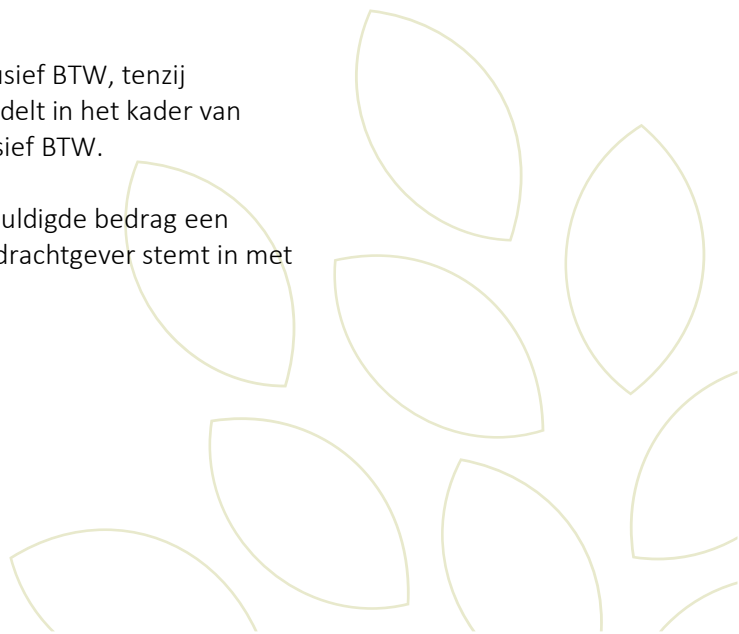 usief BTW, tenzij
delt in het kader van
sief BTW.
uldigde bedrag een
drachtgever stemt in met